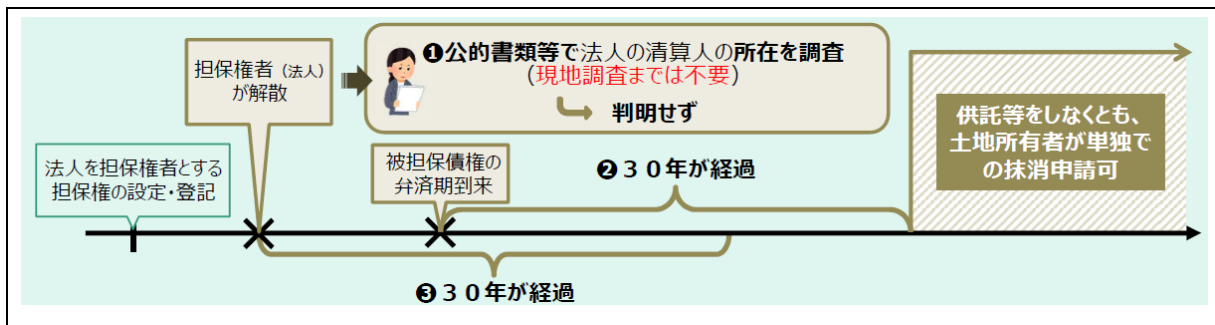 担保権者（法人）
が解散
❶公的書類等で法人の清算人の所在を調査
（現地調査までは不要）
判明せず
法人を担保権者とする
担保権の設定・登記
被担保債権の
弁済期到来
❷３０年が経過
供託等をしなくとも、
土地所有者が単独で
の抹消申請可
❸３０年が経過